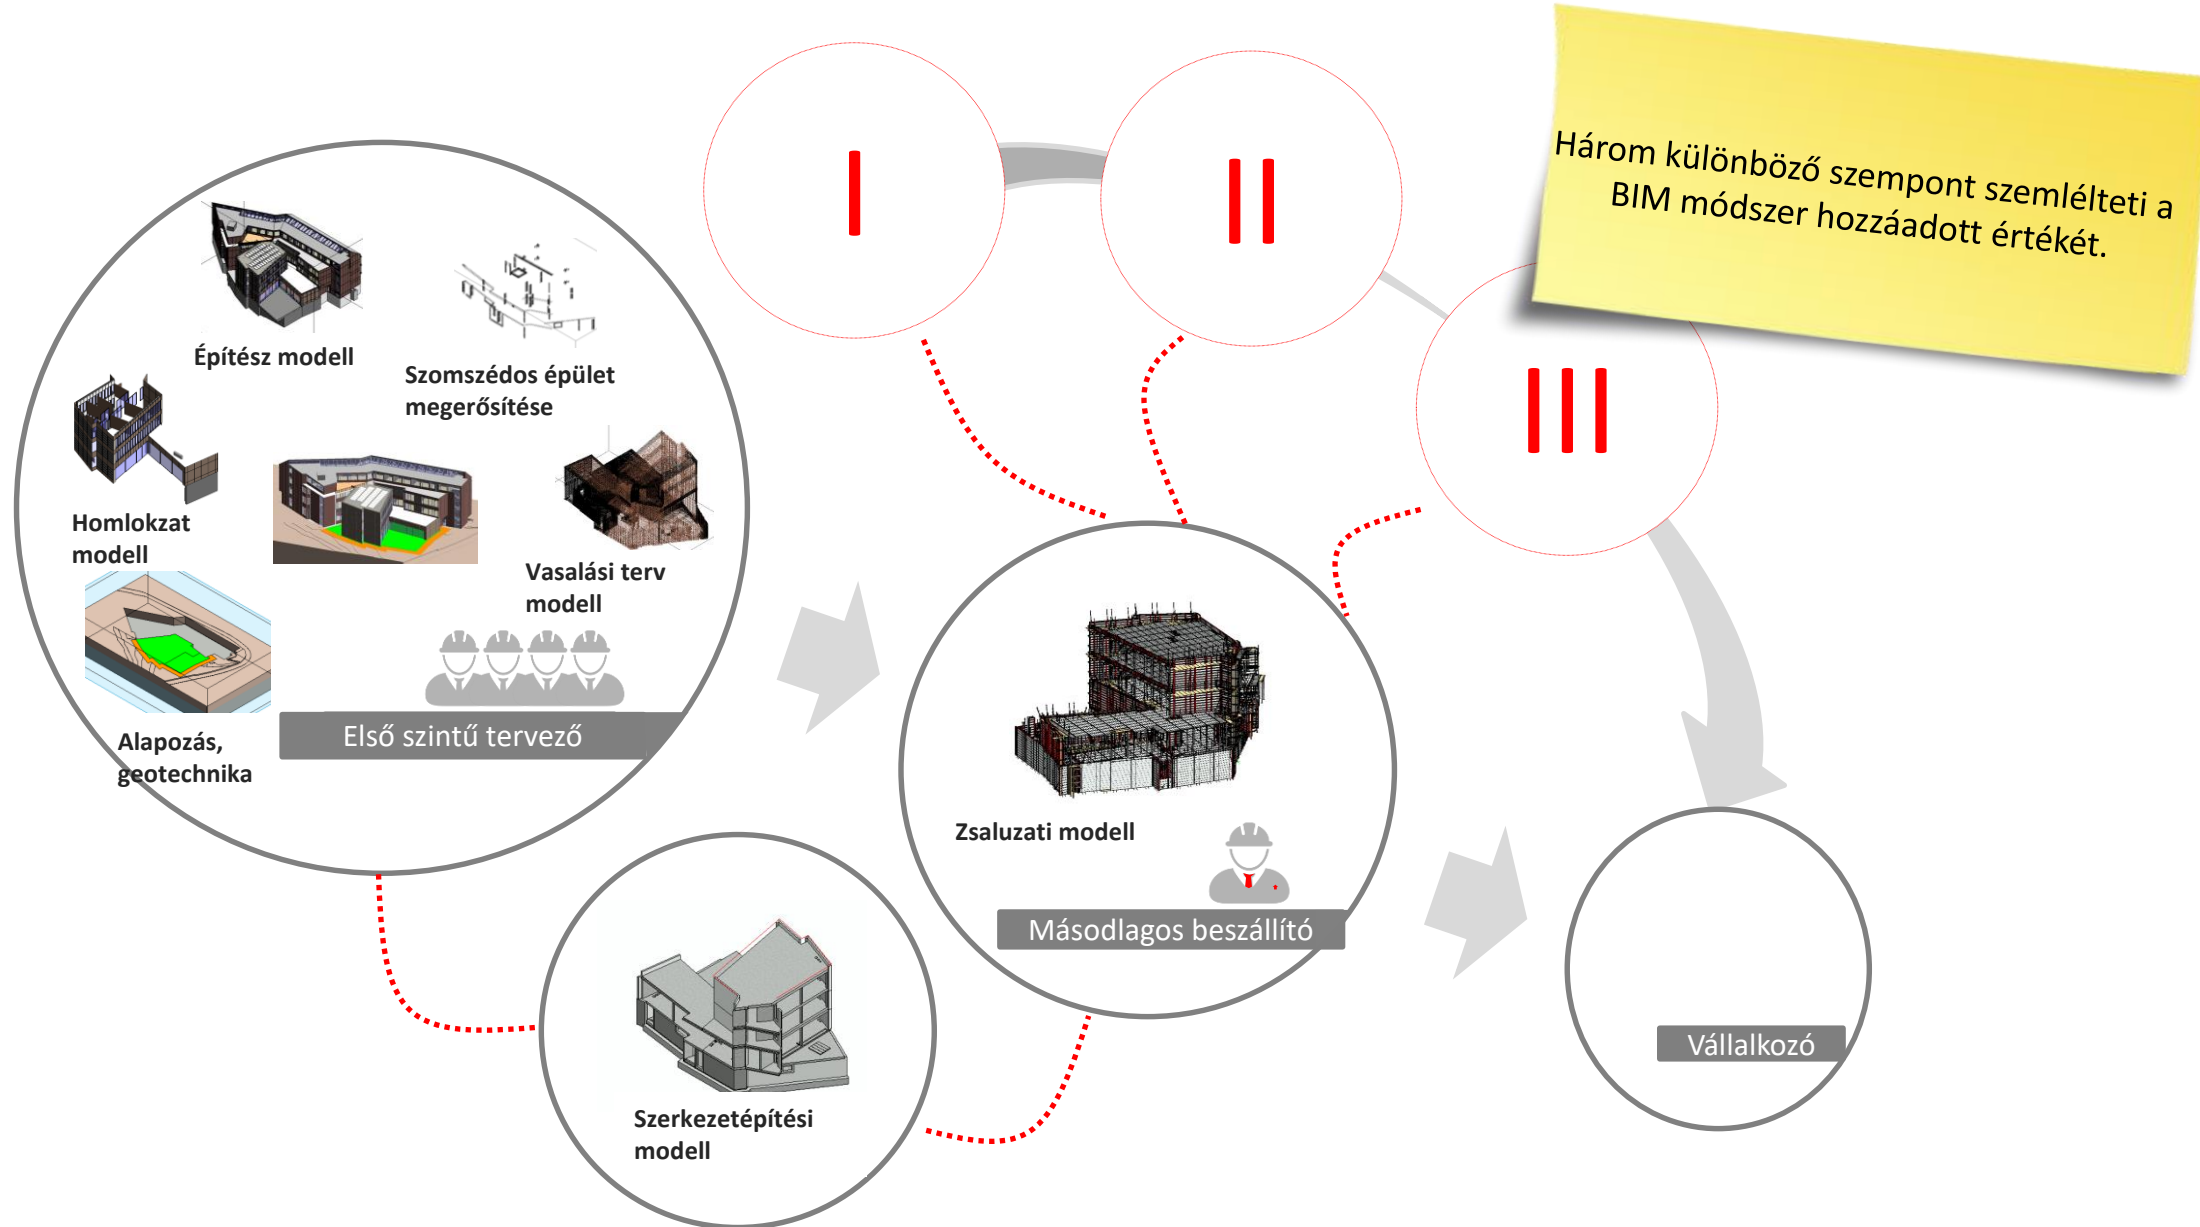 I
II
III
Három különböző szempont szemlélteti a
BIM módszer hozzáadott értékét.
Építész modell
Szomszédos épület
megerősítése
Homlokzat
modell
Vasalási terv
modell
Alapozás,
geotechnika
Első szintű tervező
Zsaluzati modell
Másodlagos beszállító
Szerkezetépítési
modell
Vállalkozó